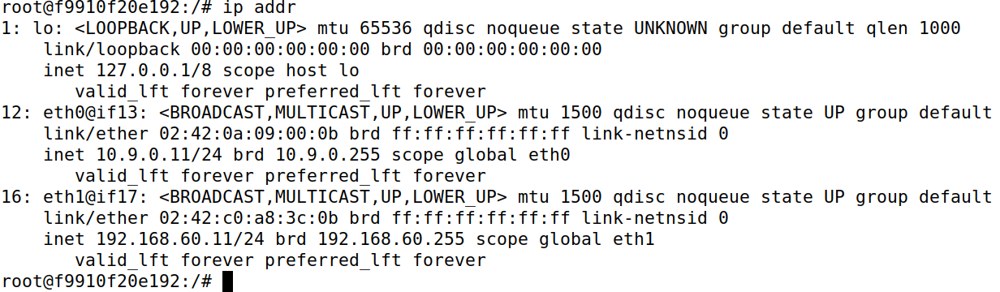 root@f9910f20e192:/# ip addr
1: lo: <LOOPBACK,UP,LOWER_UP> mtu 65536 qdisc noqueue state UNKNOWN group default qlen 1000
    link/loopback 00:00:00:00:00:00 brd 00:00:00:00:00:00
    inet 127.0.0.1/8 scope host lo
       valid_lft forever preferred_lft forever
12: eth0@if13: <BROADCAST,MULTICAST,UP,LOWER_UP> mtu 1500 qdisc noqueue state UP group default
    link/ether 02:42:0a:09:00:0b brd ff:ff:ff:ff:ff:ff link-netnsid 0
    inet 10.9.0.11/24 brd 10.9.0.255 scope global eth0
       valid_lft forever preferred_lft forever
16: eth1@if17: <BROADCAST,MULTICAST,UP,LOWER_UP> mtu 1500 qdisc noqueue state UP group default
    link/ether 02:42:c0:a8:3c:0b brd ff:ff:ff:ff:ff:ff link-netnsid 0
    inet 192.168.60.11/24 brd 192.168.60.255 scope global eth1
       valid_lft forever preferred_lft forever
root@f9910f20e192:/#